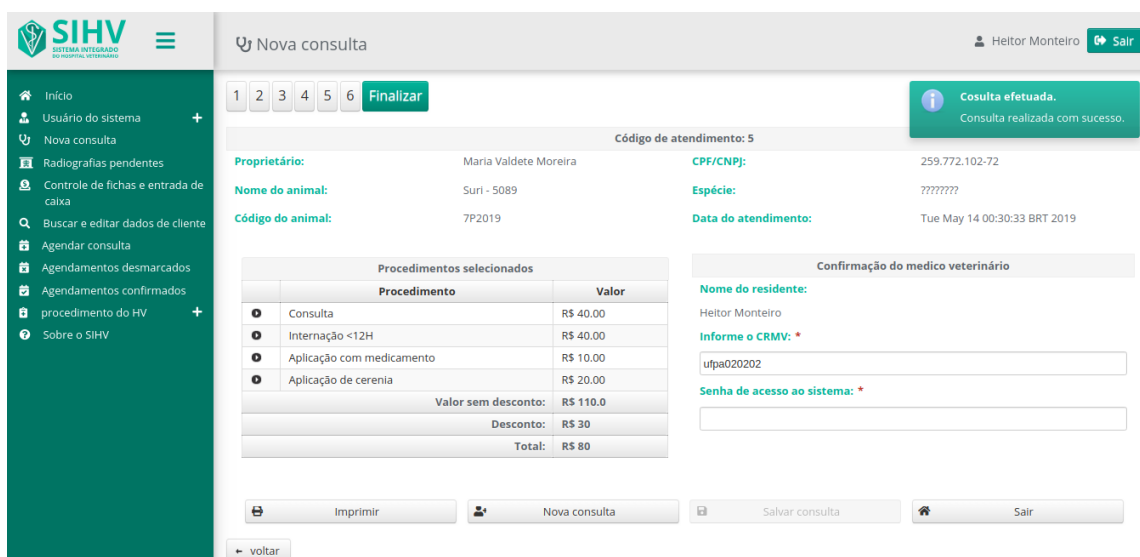 SIHV
SISTEMA INTEGRADO
DO HOSPITAL VETERINÁRIO
Nova consulta
Heitor Monteiro
Sair
Início
Usuário do sistema +
Nova consulta
Radiografias pendentes
Controle de fichas e entrada de
caixa
Buscar e editar dados de cliente
Agendar consulta
Agendamentos desmarcados
Agendamentos confirmados
procedimento do HV +
Sobre o SIHV
1 2 3 4 5 6 Finalizar
Cosulta efetuada.
Consulta realizada com sucesso.
Código de atendimento: 5
Proprietário: Maria Valdete Moreira CPF/CNPJ: 259.772.102-72
Nome do animal: Suri - 5089 Espécie: ????????
Código do animal: 7P2019 Data do atendimento: Tue May 14 00:30:33 BRT 2019
Procedimentos selecionados
Procedimento Valor
Consulta R$ 40.00
Internação <12H R$ 40.00
Aplicação com medicamento R$ 10.00
Aplicação de cerenia R$ 20.00
Valor sem desconto: R$ 110.0
Desconto: R$ 30
Total: R$ 80
Confirmação do medico veterinário
Nome do residente:
Heitor Monteiro
Informe o CRMV: *
ufpa020202
Senha de acesso ao sistema: *
Imprimir Nova consulta Salvar consulta Sair
voltar